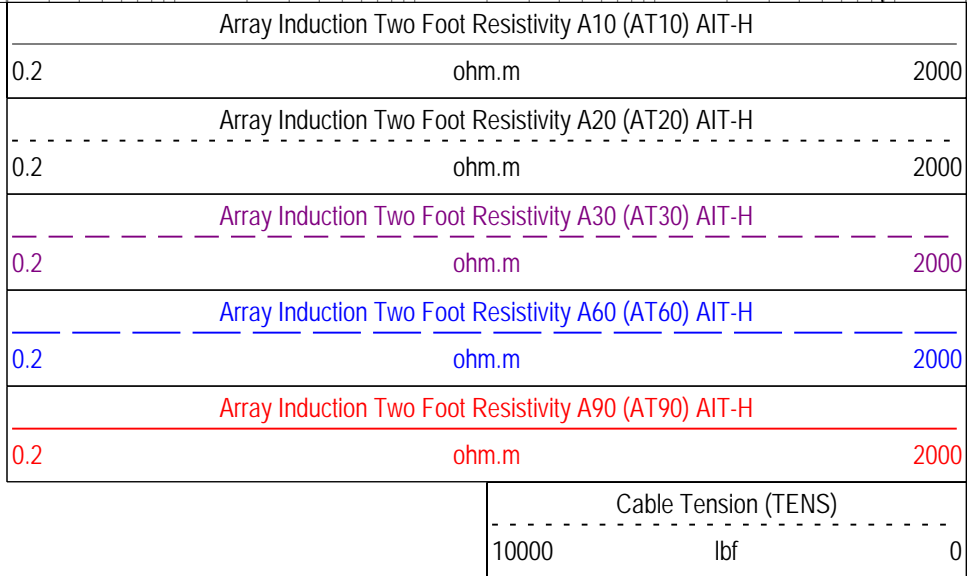 Array Induction Two Foot Resistivity A10 (AT10) AIT-H
0.2 ohm.m 2000
Array Induction Two Foot Resistivity A20 (AT20) AIT-H
0.2 ohm.m 2000
Array Induction Two Foot Resistivity A30 (AT30) AIT-H
0.2 ohm.m 2000
Array Induction Two Foot Resistivity A60 (AT60) AIT-H
0.2 ohm.m 2000
Array Induction Two Foot Resistivity A90 (AT90) AIT-H
0.2 ohm.m 2000
Cable Tension (TENS)
10000 lbf 0